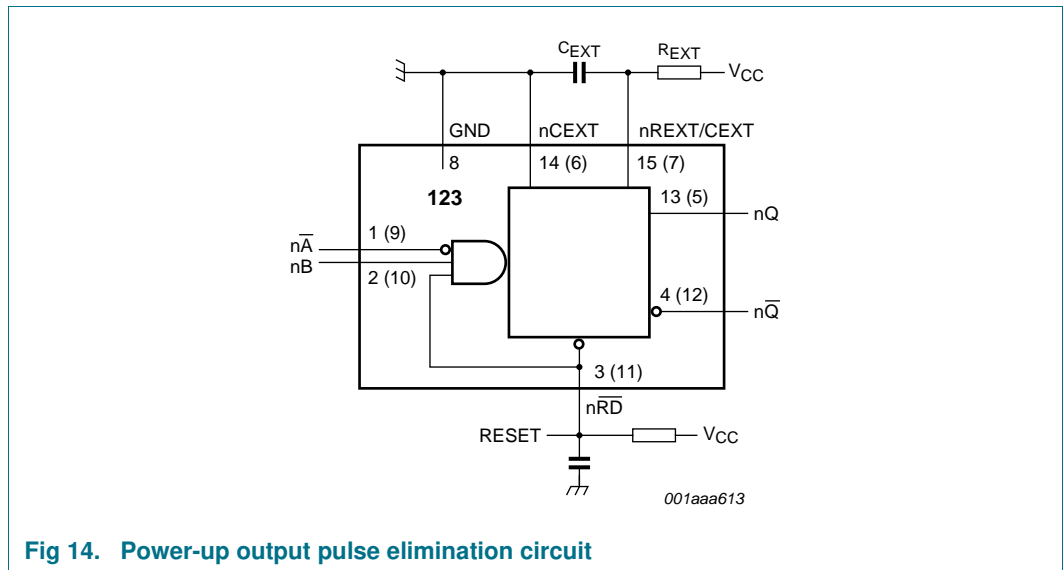 CEXT
REXT
VCC
GND
nCEXT
nREXT/CEXT
8
14 (6)
15 (7)
123
13 (5)
nQ
1 (9)
nA̅
nB
2 (10)
4 (12)
nQ̅
3 (11)
nR̅D̅
RESET
VCC
001aaa613
Fig 14. Power-up output pulse elimination circuit